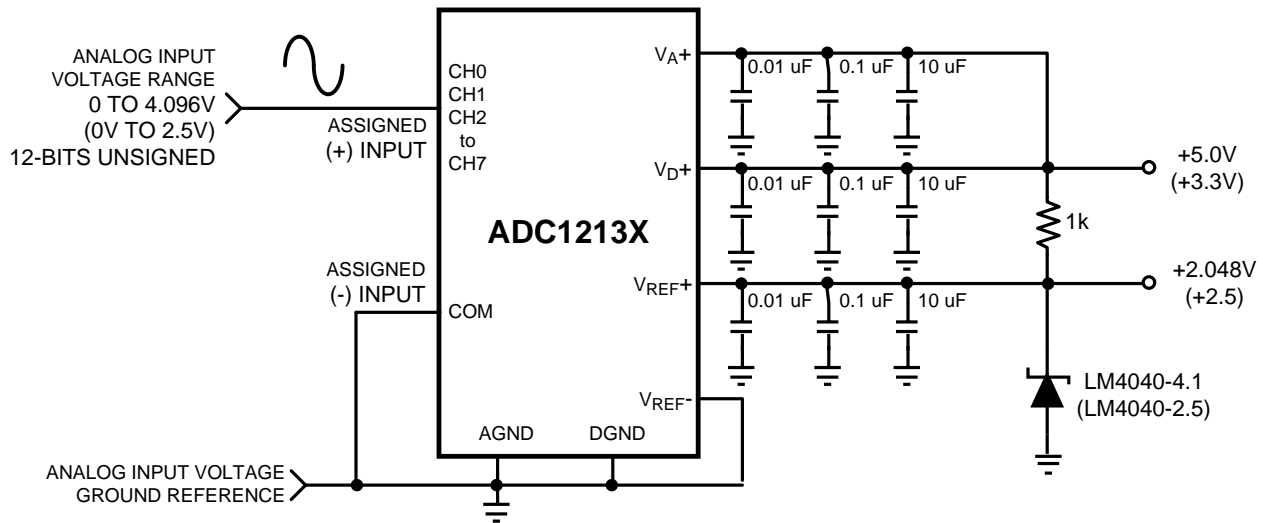 ANALOG INPUT
VOLTAGE RANGE
0 TO 4.096V
(0V TO 2.5V)
12-BITS UNSIGNED
ASSIGNED
(+) INPUT
CH0
CH1
CH2
to
CH7
ADC1213X
ASSIGNED
(-) INPUT
COM
AGND
DGND
ANALOG INPUT VOLTAGE
GROUND REFERENCE
VA+
0.01 uF
0.1 uF
10 uF
VD+
0.01 uF
0.1 uF
10 uF
+5.0V
(+3.3V)
1k
VREF+
0.01 uF
0.1 uF
10 uF
+2.048V
(+2.5)
VREF-
LM4040-4.1
(LM4040-2.5)